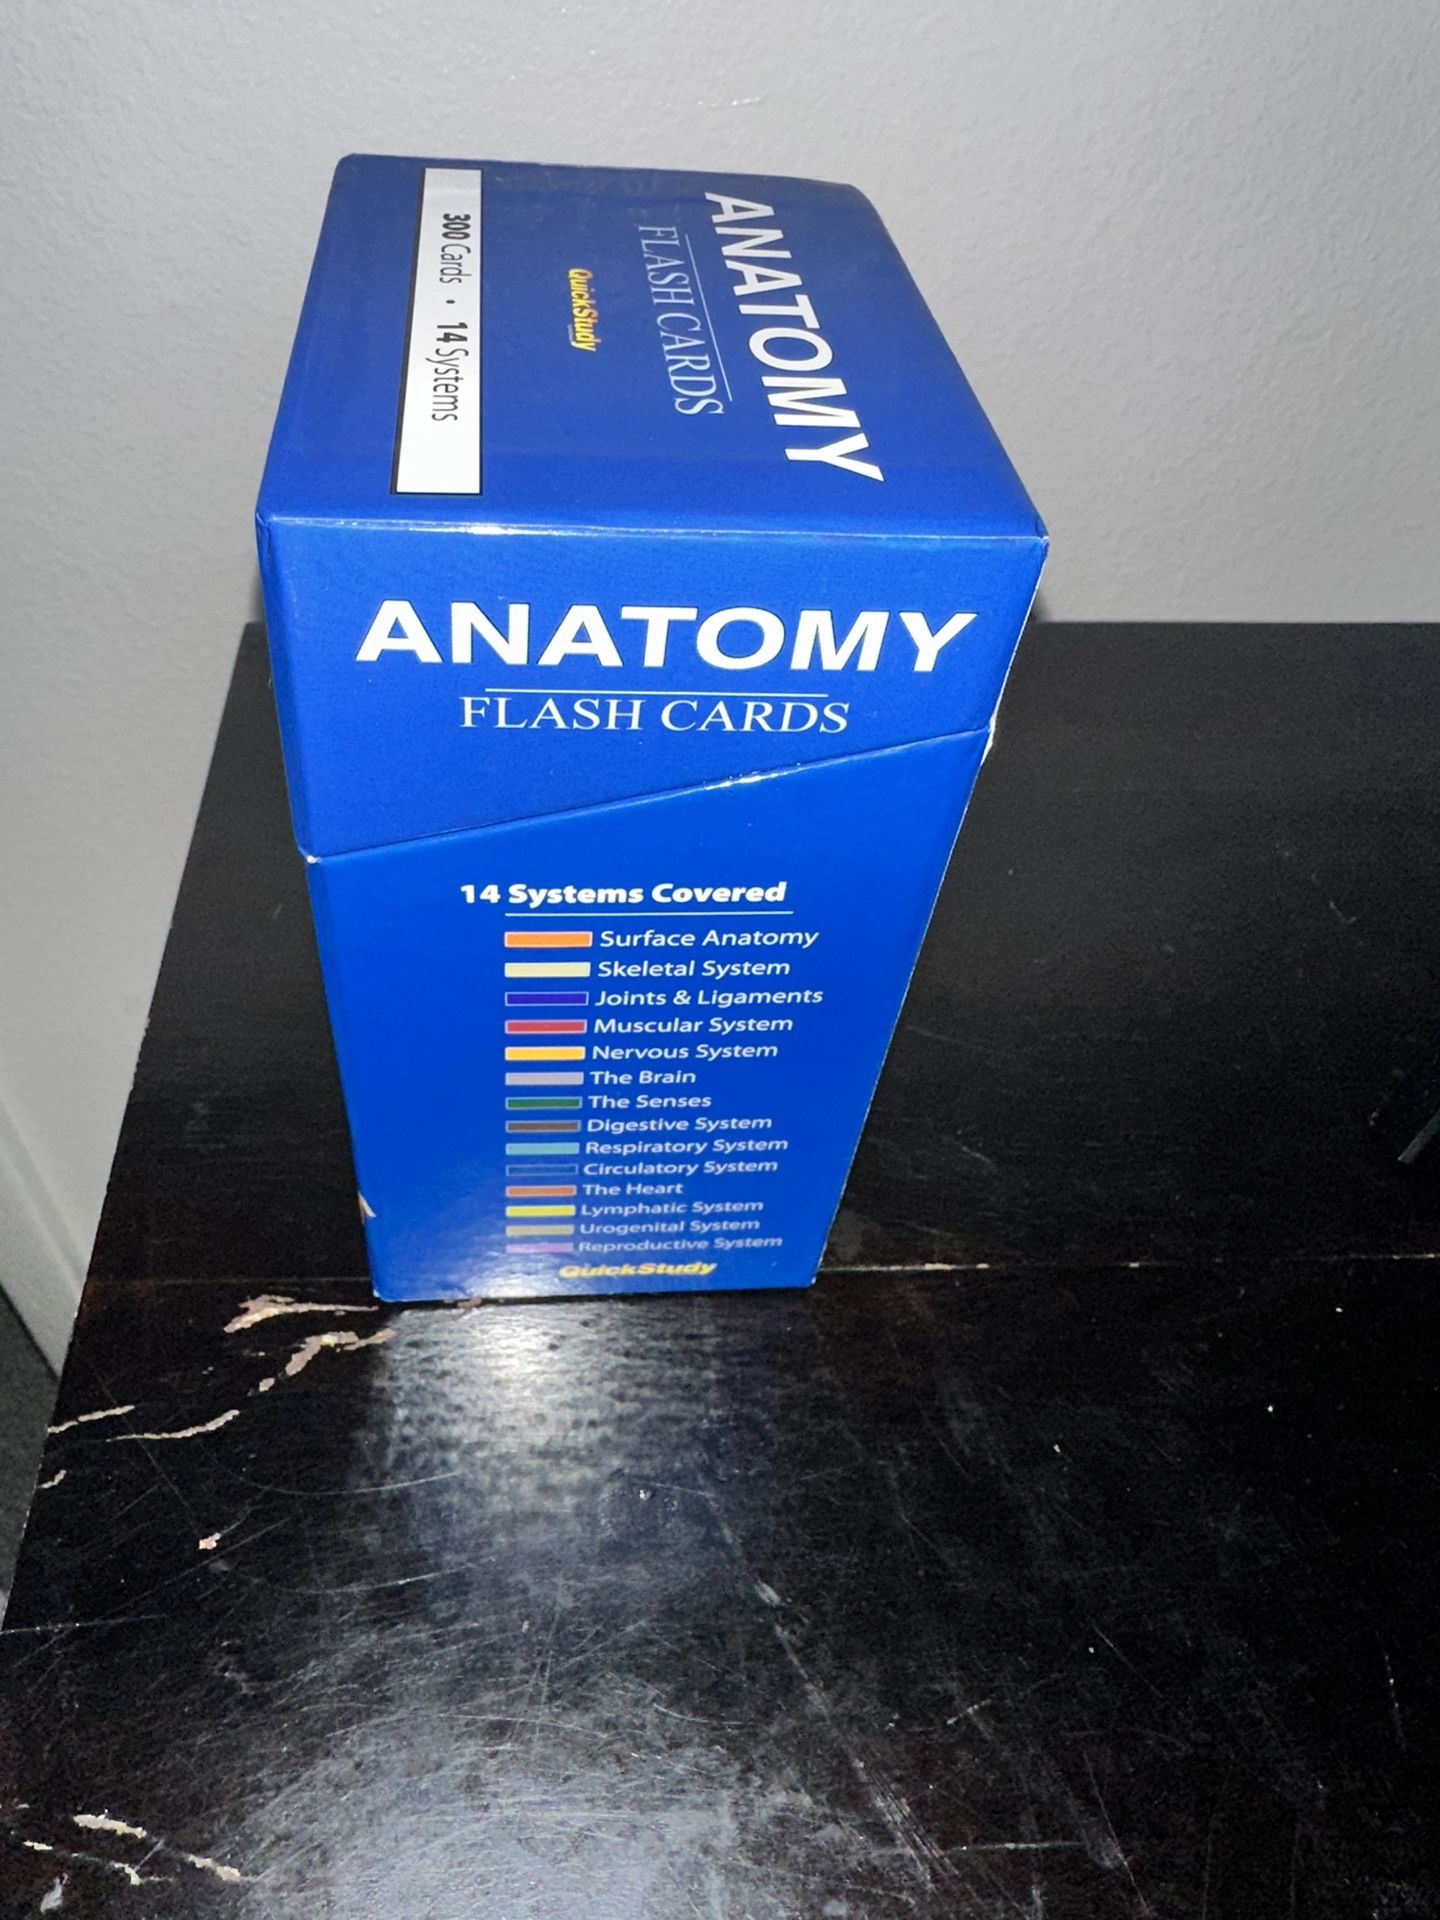 ANATOMY
FLASH CARDS
QuickStudy
300 Cards • 14 Systems
ANATOMY
FLASH CARDS
14 Systems Covered
Surface Anatomy
Skeletal System
Joints & Ligaments
Muscular System
Nervous System
The Brain
The Senses
Digestive System
Respiratory System
Circulatory System
The Heart
Lymphatic System
Urogenital System
Reproductive System
QuickStudy